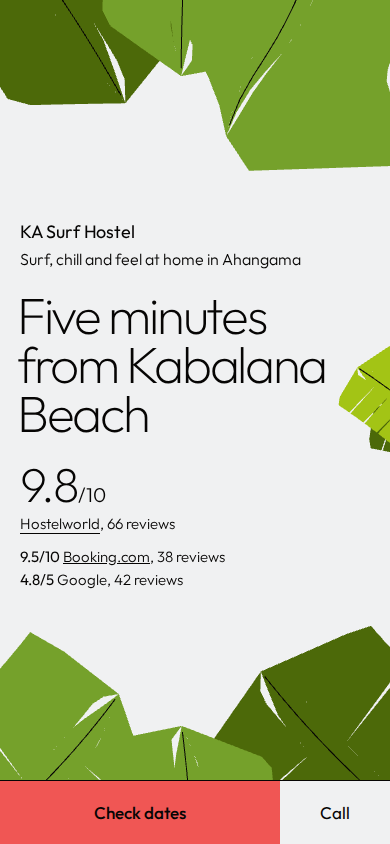 KA Surf Hostel
Surf, chill and feel at home in Ahangama
Five minutes
from Kabalana
Beach
9.8/10
Hostelworld, 66 reviews
9.5/10 Booking.com, 38 reviews
4.8/5 Google, 42 reviews
Check dates
Call